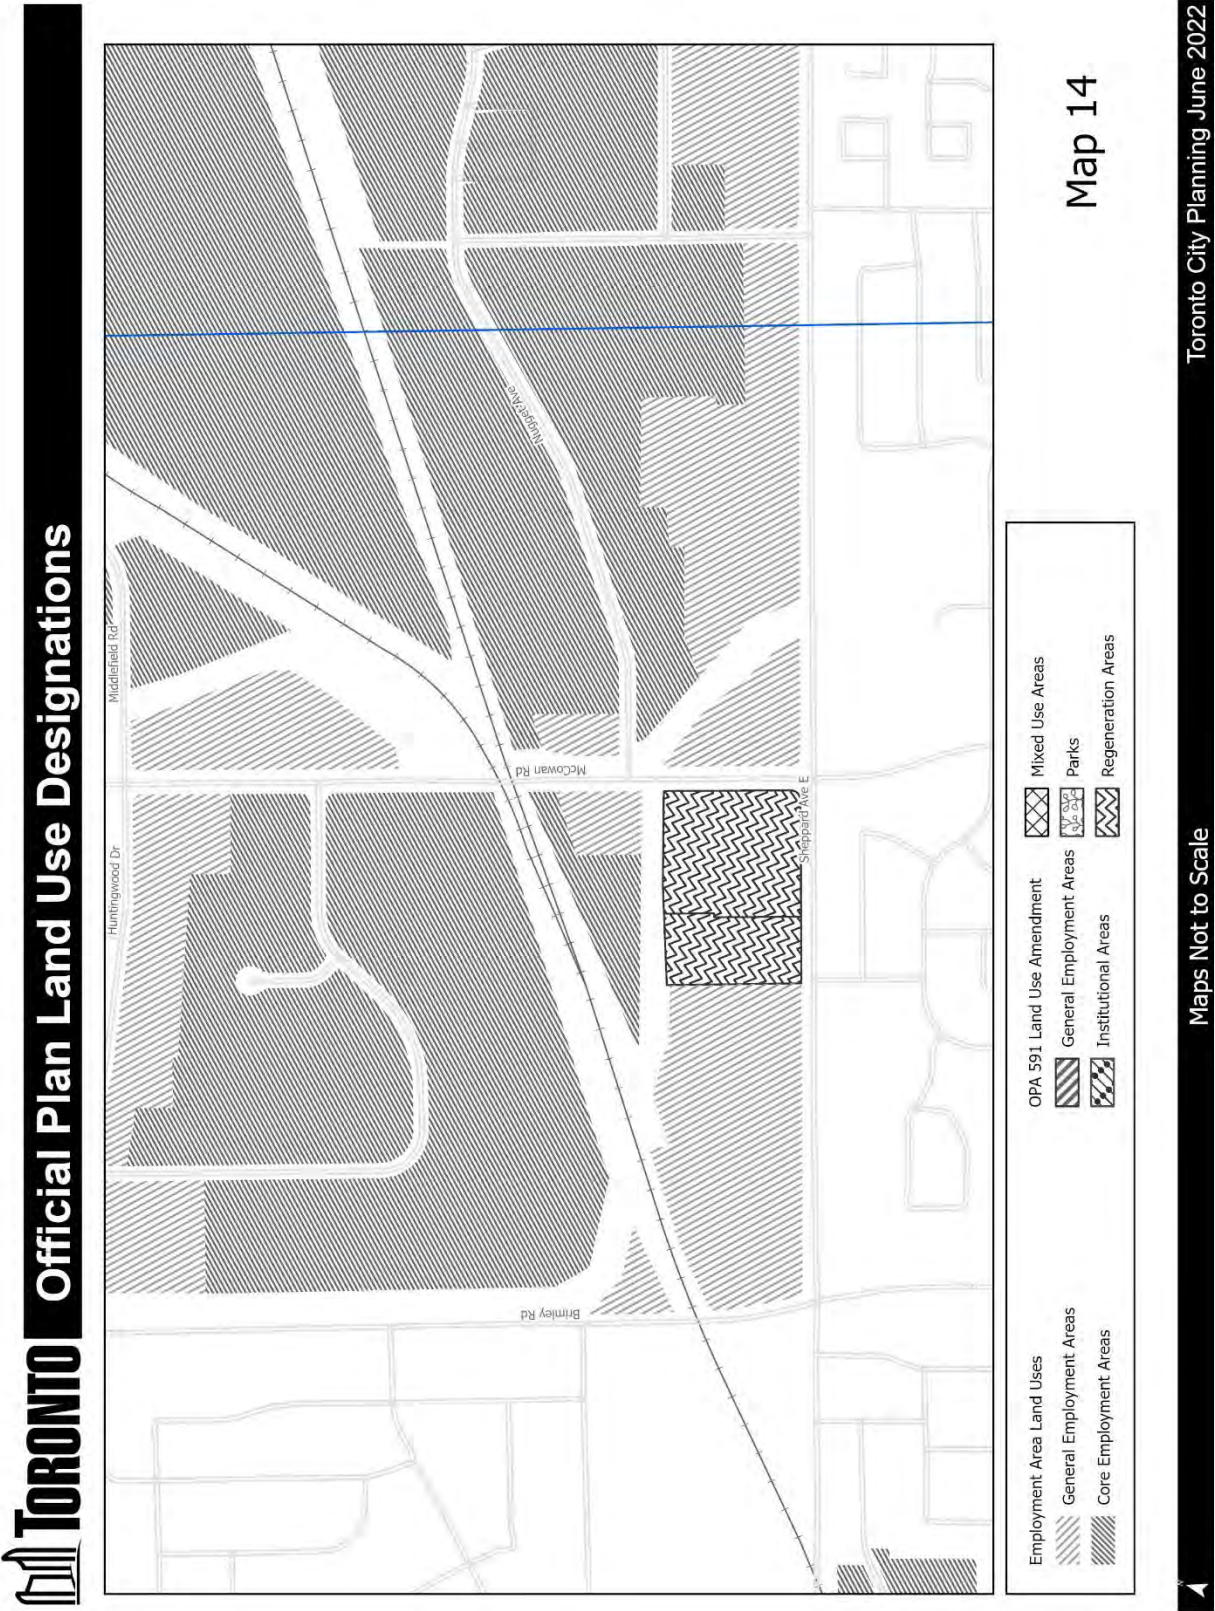 TORONTO Official Plan Land Use Designations
Middlefield Rd
Huntingwood Dr
McCowan Rd
Nugget Ave
Brimley Rd
Sheppard Ave E
Employment Area Land Uses
General Employment Areas
Core Employment Areas
OPA 591 Land Use Amendment
General Employment Areas
Institutional Areas
Mixed Use Areas
Parks
Regeneration Areas
Map 14
N
Maps Not to Scale
Toronto City Planning June 2022